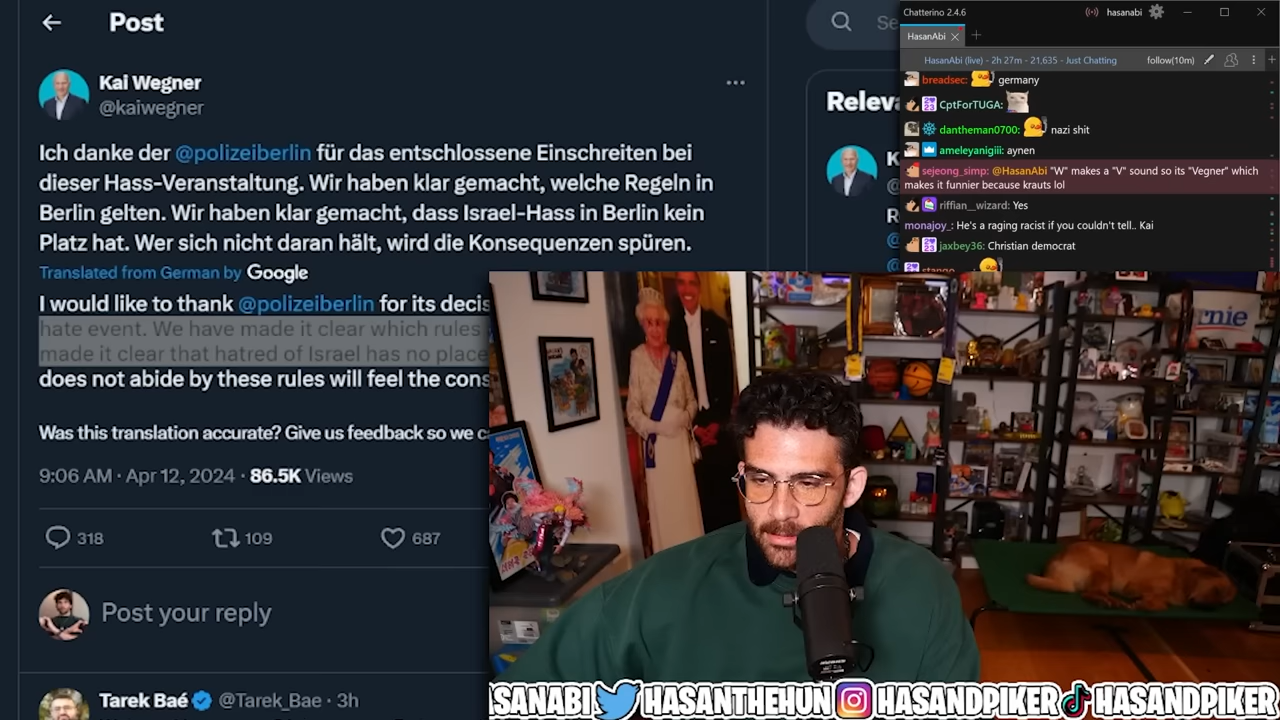 Post
Se
Kai Wegner
@kaiwegner
Ich danke der @polizeiberlin für das entschlossene Einschreiten bei
dieser Hass-Veranstaltung. Wir haben klar gemacht, welche Regeln in
Berlin gelten. Wir haben klar gemacht, dass Israel-Hass in Berlin kein
Platz hat. Wer sich nicht daran hält, wird die Konsequenzen spüren.
Translated from German by Google
I would like to thank @polizeiberlin for its decis
hate event. We have made it clear which rules
made it clear that hatred of Israel has no place
does not abide by these rules will feel the cons
Was this translation accurate? Give us feedback so we c
9:06 AM · Apr 12, 2024 · 86.5K Views
318 109 687
Post your reply
Tarek Baé @Tarek_Bae · 3h
Releva
K
Chatterino 2.4.6
hasanabi
HasanAbi
HasanAbi (live) - 2h 27m - 21,635 - Just Chatting
follow(10m)
breadsec: germany
CptForTUGA:
dantheman0700: nazi shit
ameleyanigiii: aynen
sejeong_simp: @HasanAbi "W" makes a "V" sound so its "Vegner" which
makes it funnier because krauts lol
riffian__wizard: Yes
monajoy_: He's a raging racist if you couldn't tell.. Kai
jaxbey36: Christian democrat
rnie
SANABI HASANTHEHUN HASANDPIKER HASANDPIKER